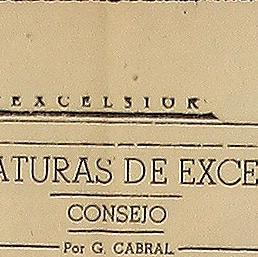 EXCELSIOR
ATURAS DE EXCE
CONSEJO
Por G. CABRAL